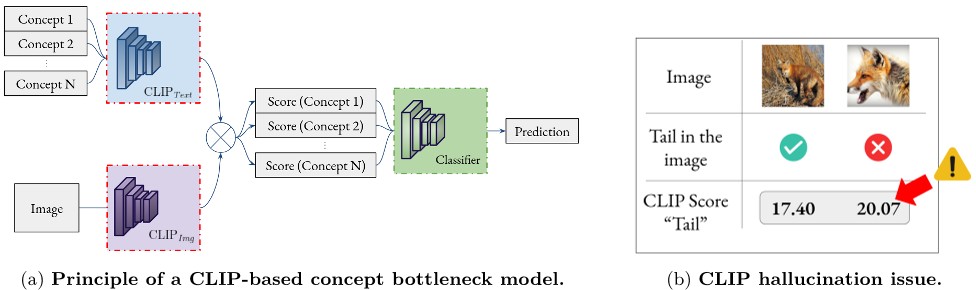 Concept 1
Concept 2
⋮
Concept N
CLIP_Text
Image
CLIP_Img
Score (Concept 1)
Score (Concept 2)
⋮
Score (Concept N)
Classifier
Prediction
(a) Principle of a CLIP-based concept bottleneck model.
Image
Tail in the
image
CLIP Score
“Tail”
17.40 20.07
!
(b) CLIP hallucination issue.